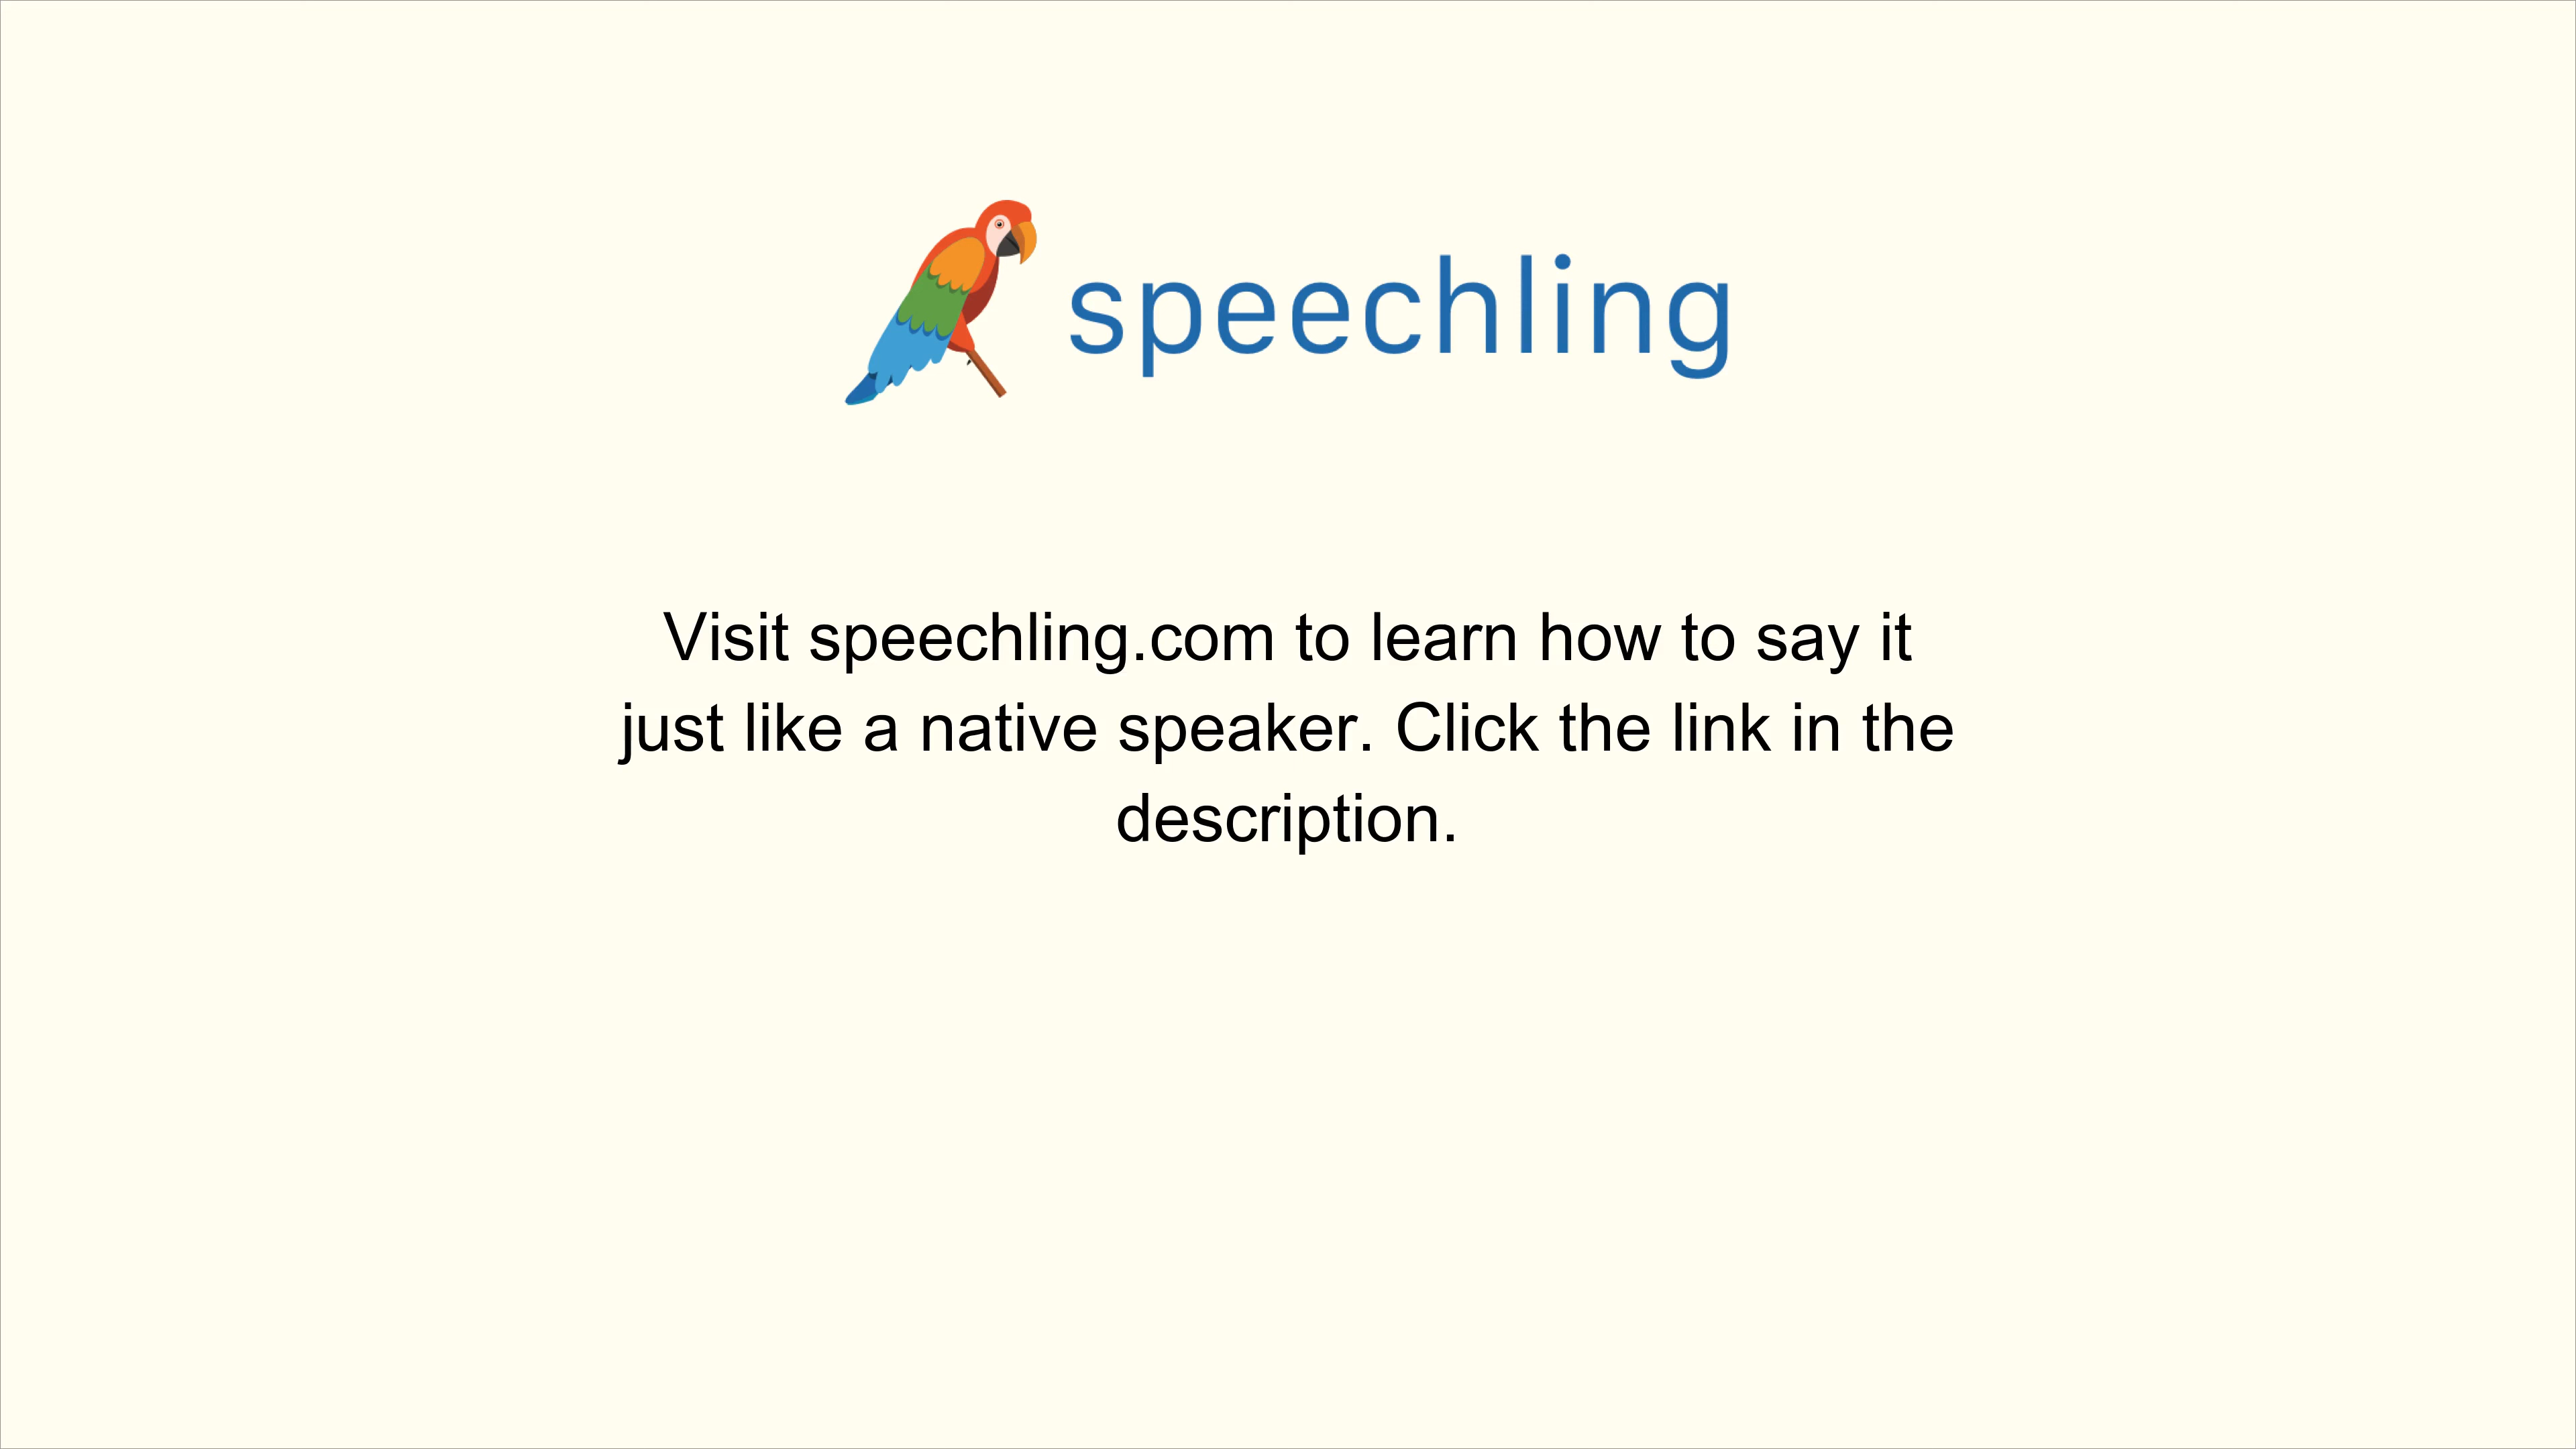 speechling
Visit speechling.com to learn how to say it
just like a native speaker. Click the link in the
description.